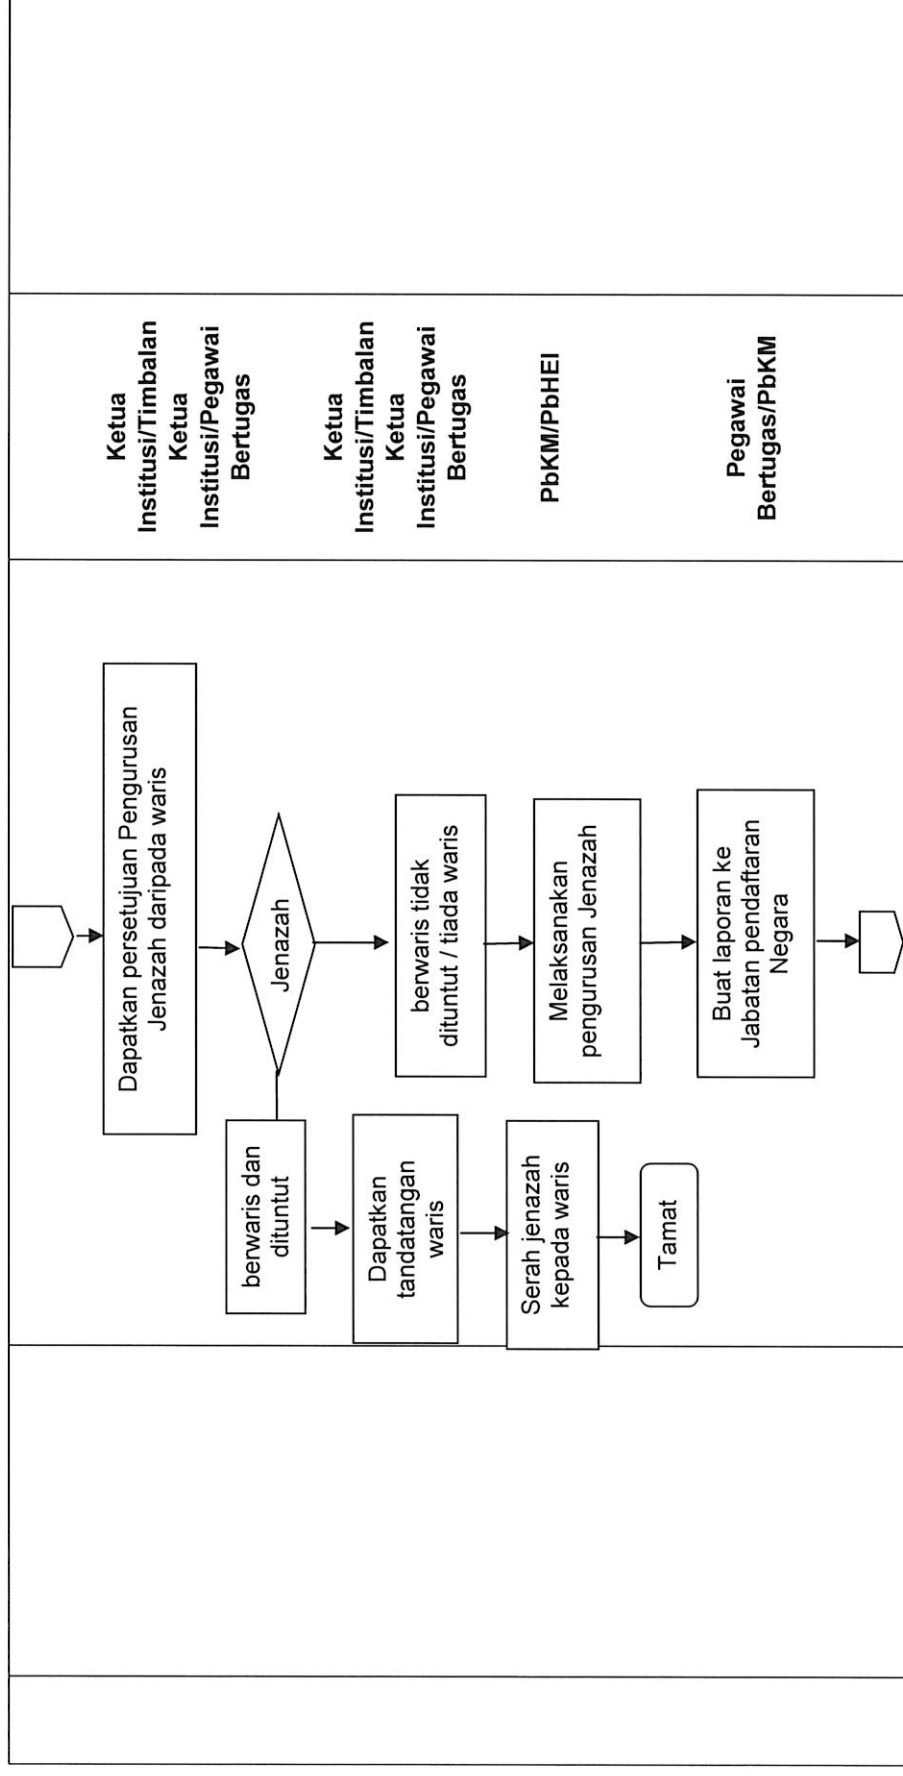 Dapatkan persetujuan Pengurusan
Jenazah daripada waris
Ketua
Institusi/Timbalan
Ketua
Institusi/Pegawai
Bertugas
Jenazah
berwaris dan
dituntut
berwaris tidak
dituntut / tiada waris
Ketua
Institusi/Timbalan
Ketua
Institusi/Pegawai
Bertugas
Dapatkan
tandatangan
waris
Melaksanakan
pengurusan Jenazah
PbKM/PbHEI
Serah jenazah
kepada waris
Tamat
Buat laporan ke
Jabatan pendaftaran
Negara
Pegawai
Bertugas/PbKM